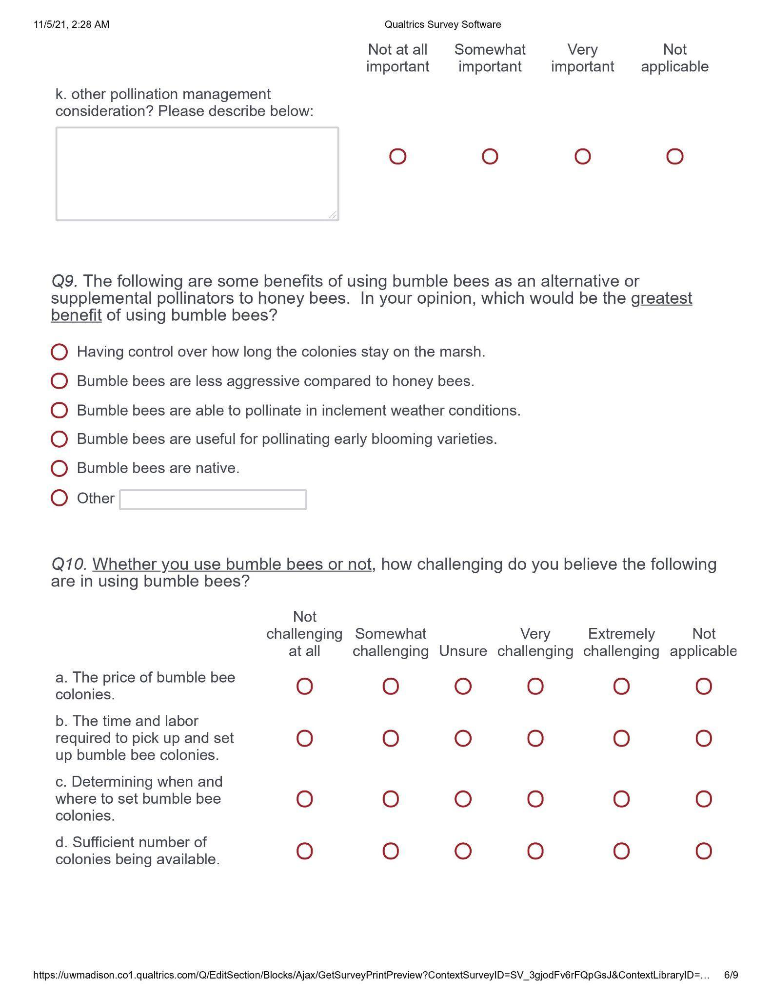 11/5/21, 2:28 AM
Qualtrics Survey Software
Not at all important
Somewhat important
Very important
Not applicable
k. other pollination management
consideration? Please describe below:
Q9. The following are some benefits of using bumble bees as an alternative or
supplemental pollinators to honey bees.  In your opinion, which would be the greatest
benefit of using bumble bees?
Having control over how long the colonies stay on the marsh.
Bumble bees are less aggressive compared to honey bees.
Bumble bees are able to pollinate in inclement weather conditions.
Bumble bees are useful for pollinating early blooming varieties.
Bumble bees are native.
Other
Q10. Whether you use bumble bees or not, how challenging do you believe the following
are in using bumble bees?
Not
challenging
at all
Somewhat
challenging
Unsure
Very
challenging
Extremely
challenging
Not
applicable
a. The price of bumble bee
colonies.
b. The time and labor
required to pick up and set
up bumble bee colonies.
c. Determining when and
where to set bumble bee
colonies.
d. Sufficient number of
colonies being available.
https://uwmadison.co1.qualtrics.com/Q/EditSection/Blocks/Ajax/GetSurveyPrintPreview?ContextSurveyID=SV_3gjodFv6rFQpGsJ&ContextLibraryID=…
6/9